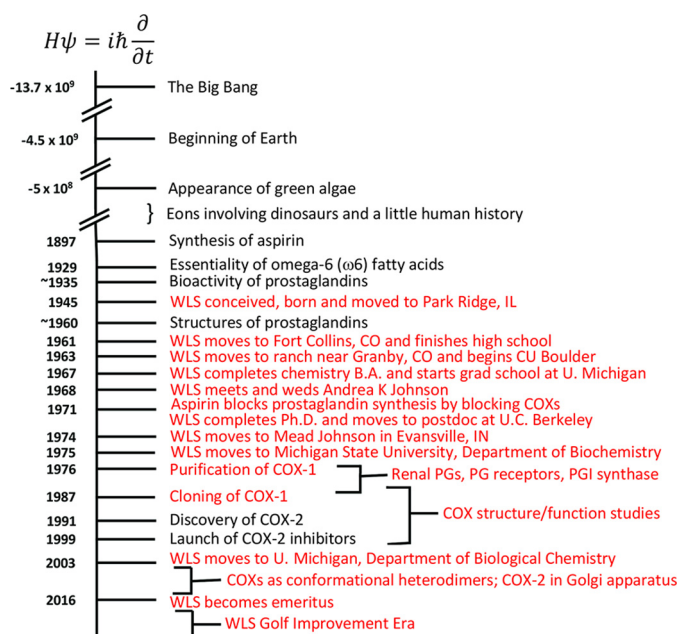 Hψ = iħ ∂/∂t
-13.7 x 10⁹ The Big Bang
-4.5 x 10⁹ Beginning of Earth
-5 x 10⁸ Appearance of green algae
} Eons involving dinosaurs and a little human history
1897 Synthesis of aspirin
1929 Essentiality of omega-6 (ω6) fatty acids
~1935 Bioactivity of prostaglandins
1945 WLS conceived, born and moved to Park Ridge, IL
~1960 Structures of prostaglandins
1961 WLS moves to Fort Collins, CO and finishes high school
1963 WLS moves to ranch near Granby, CO and begins CU Boulder
1967 WLS completes chemistry B.A. and starts grad school at U. Michigan
1968 WLS meets and weds Andrea K Johnson
1971 Aspirin blocks prostaglandin synthesis by blocking COXs
WLS completes Ph.D. and moves to postdoc at U.C. Berkeley
1974 WLS moves to Mead Johnson in Evansville, IN
1975 WLS moves to Michigan State University, Department of Biochemistry
1976 Purification of COX-1
Renal PGs, PG receptors, PGI synthase
1987 Cloning of COX-1
COX structure/function studies
1991 Discovery of COX-2
1999 Launch of COX-2 inhibitors
2003 WLS moves to U. Michigan, Department of Biological Chemistry
COXs as conformational heterodimers; COX-2 in Golgi apparatus
2016 WLS becomes emeritus
WLS Golf Improvement Era